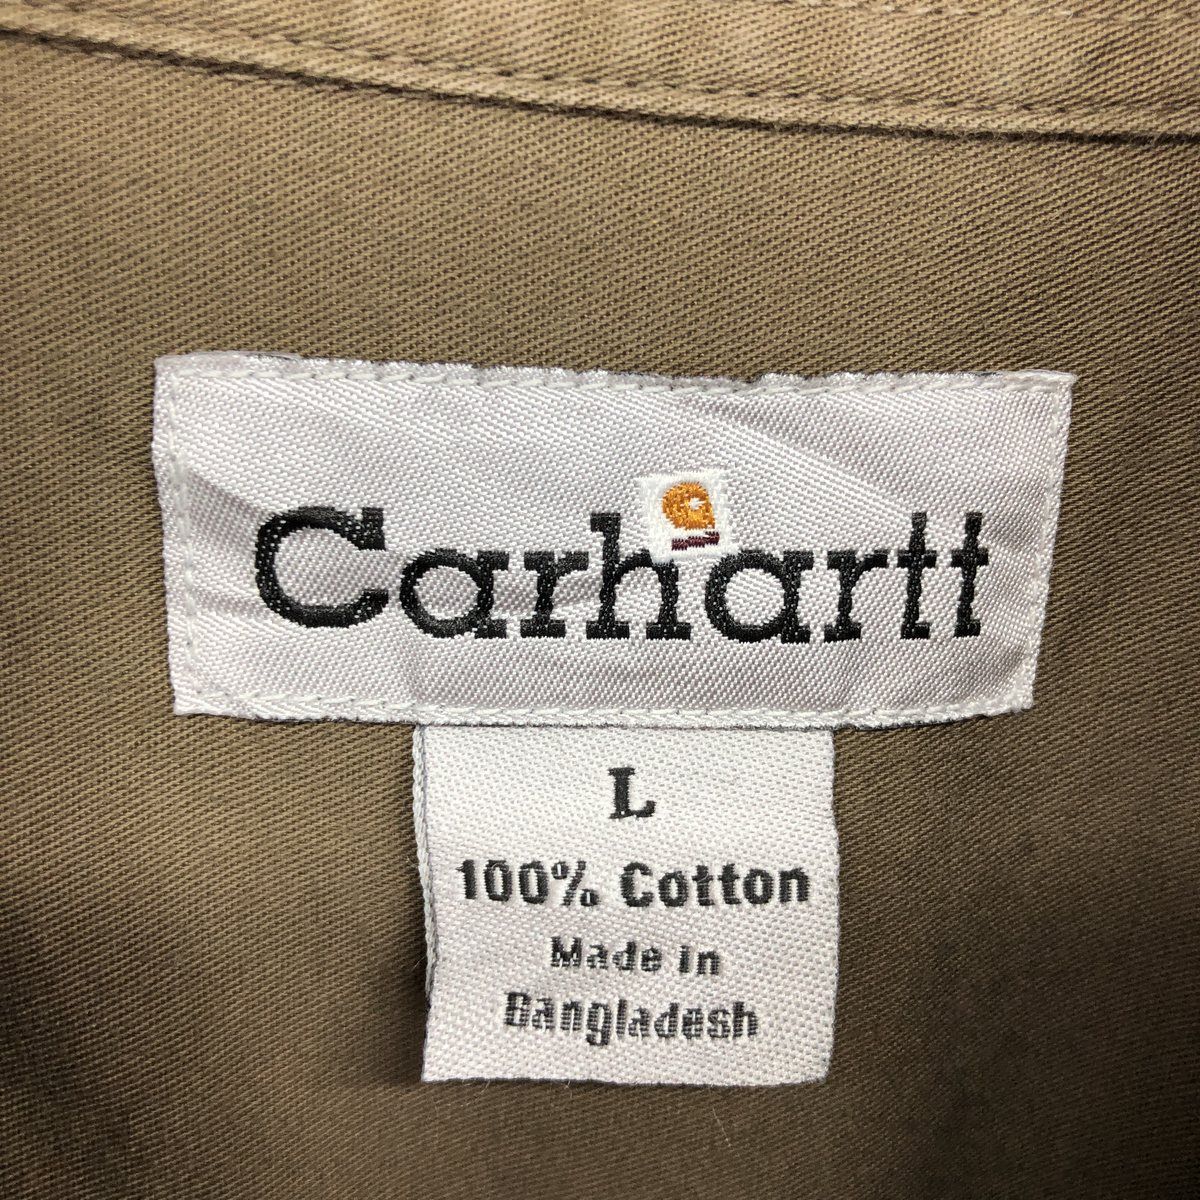 Carhartt
L
100% Cotton
Made in
Bangladesh